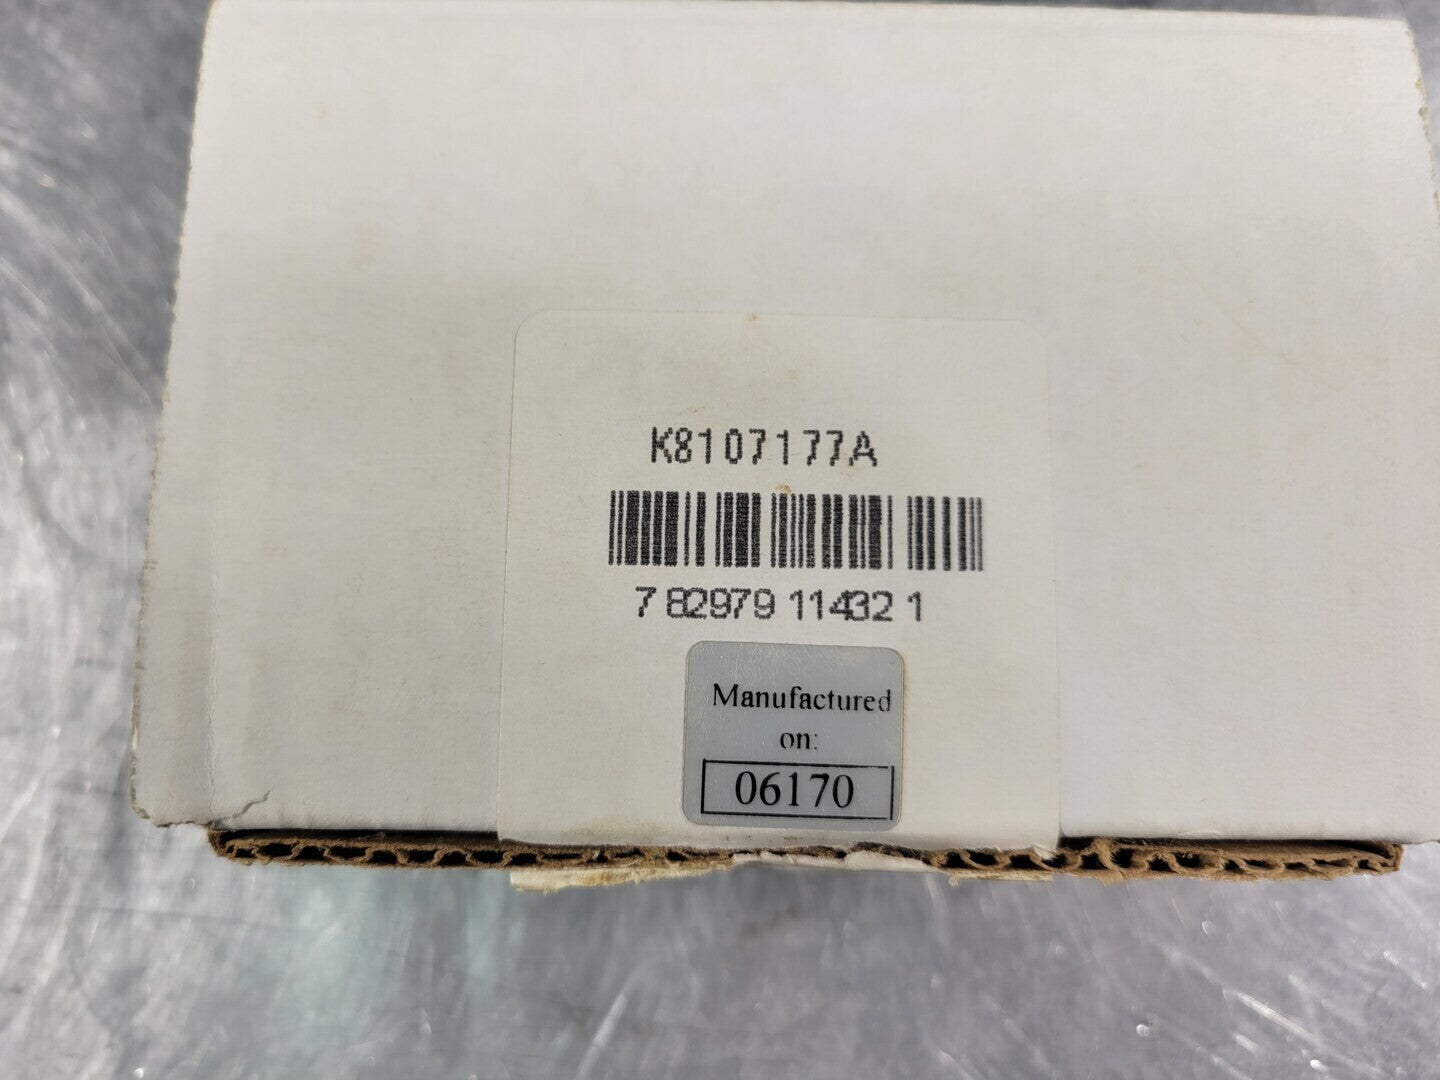 K8107177A
7 82979 11432 1
Manufactured
on:
06170